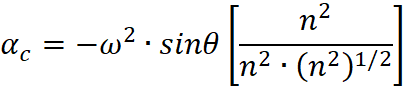 α_c = −ω² · sinθ [ n² / (n² · (n²)^{1/2}) ]